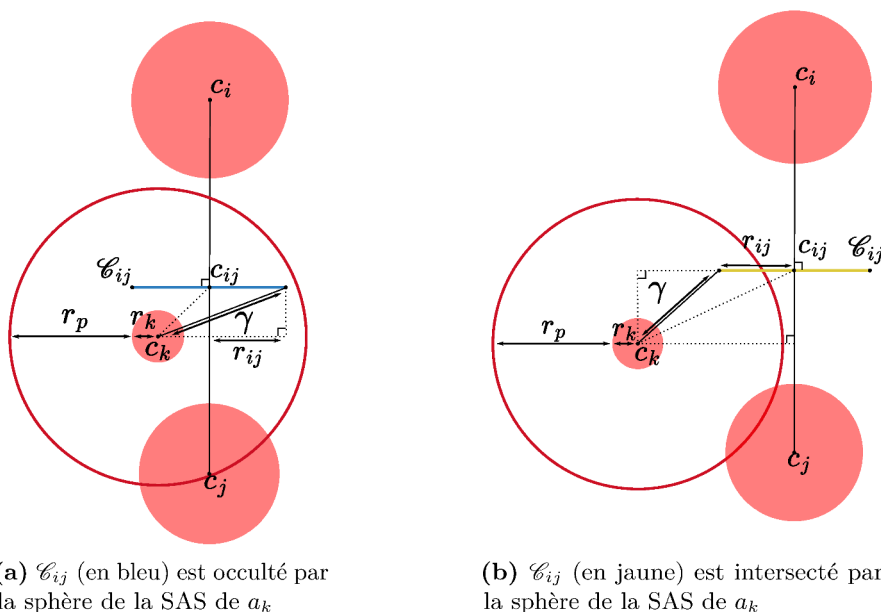 c_i
𝒞_ij
c_ij
r_p
r_k
γ
c_k
r_ij
c_j
(a) 𝒞_ij (en bleu) est occulté par
la sphère de la SAS de a_k
c_i
r_ij
c_ij
𝒞_ij
γ
r_p
r_k
c_k
c_j
(b) 𝒞_ij (en jaune) est intersecté par
la sphère de la SAS de a_k